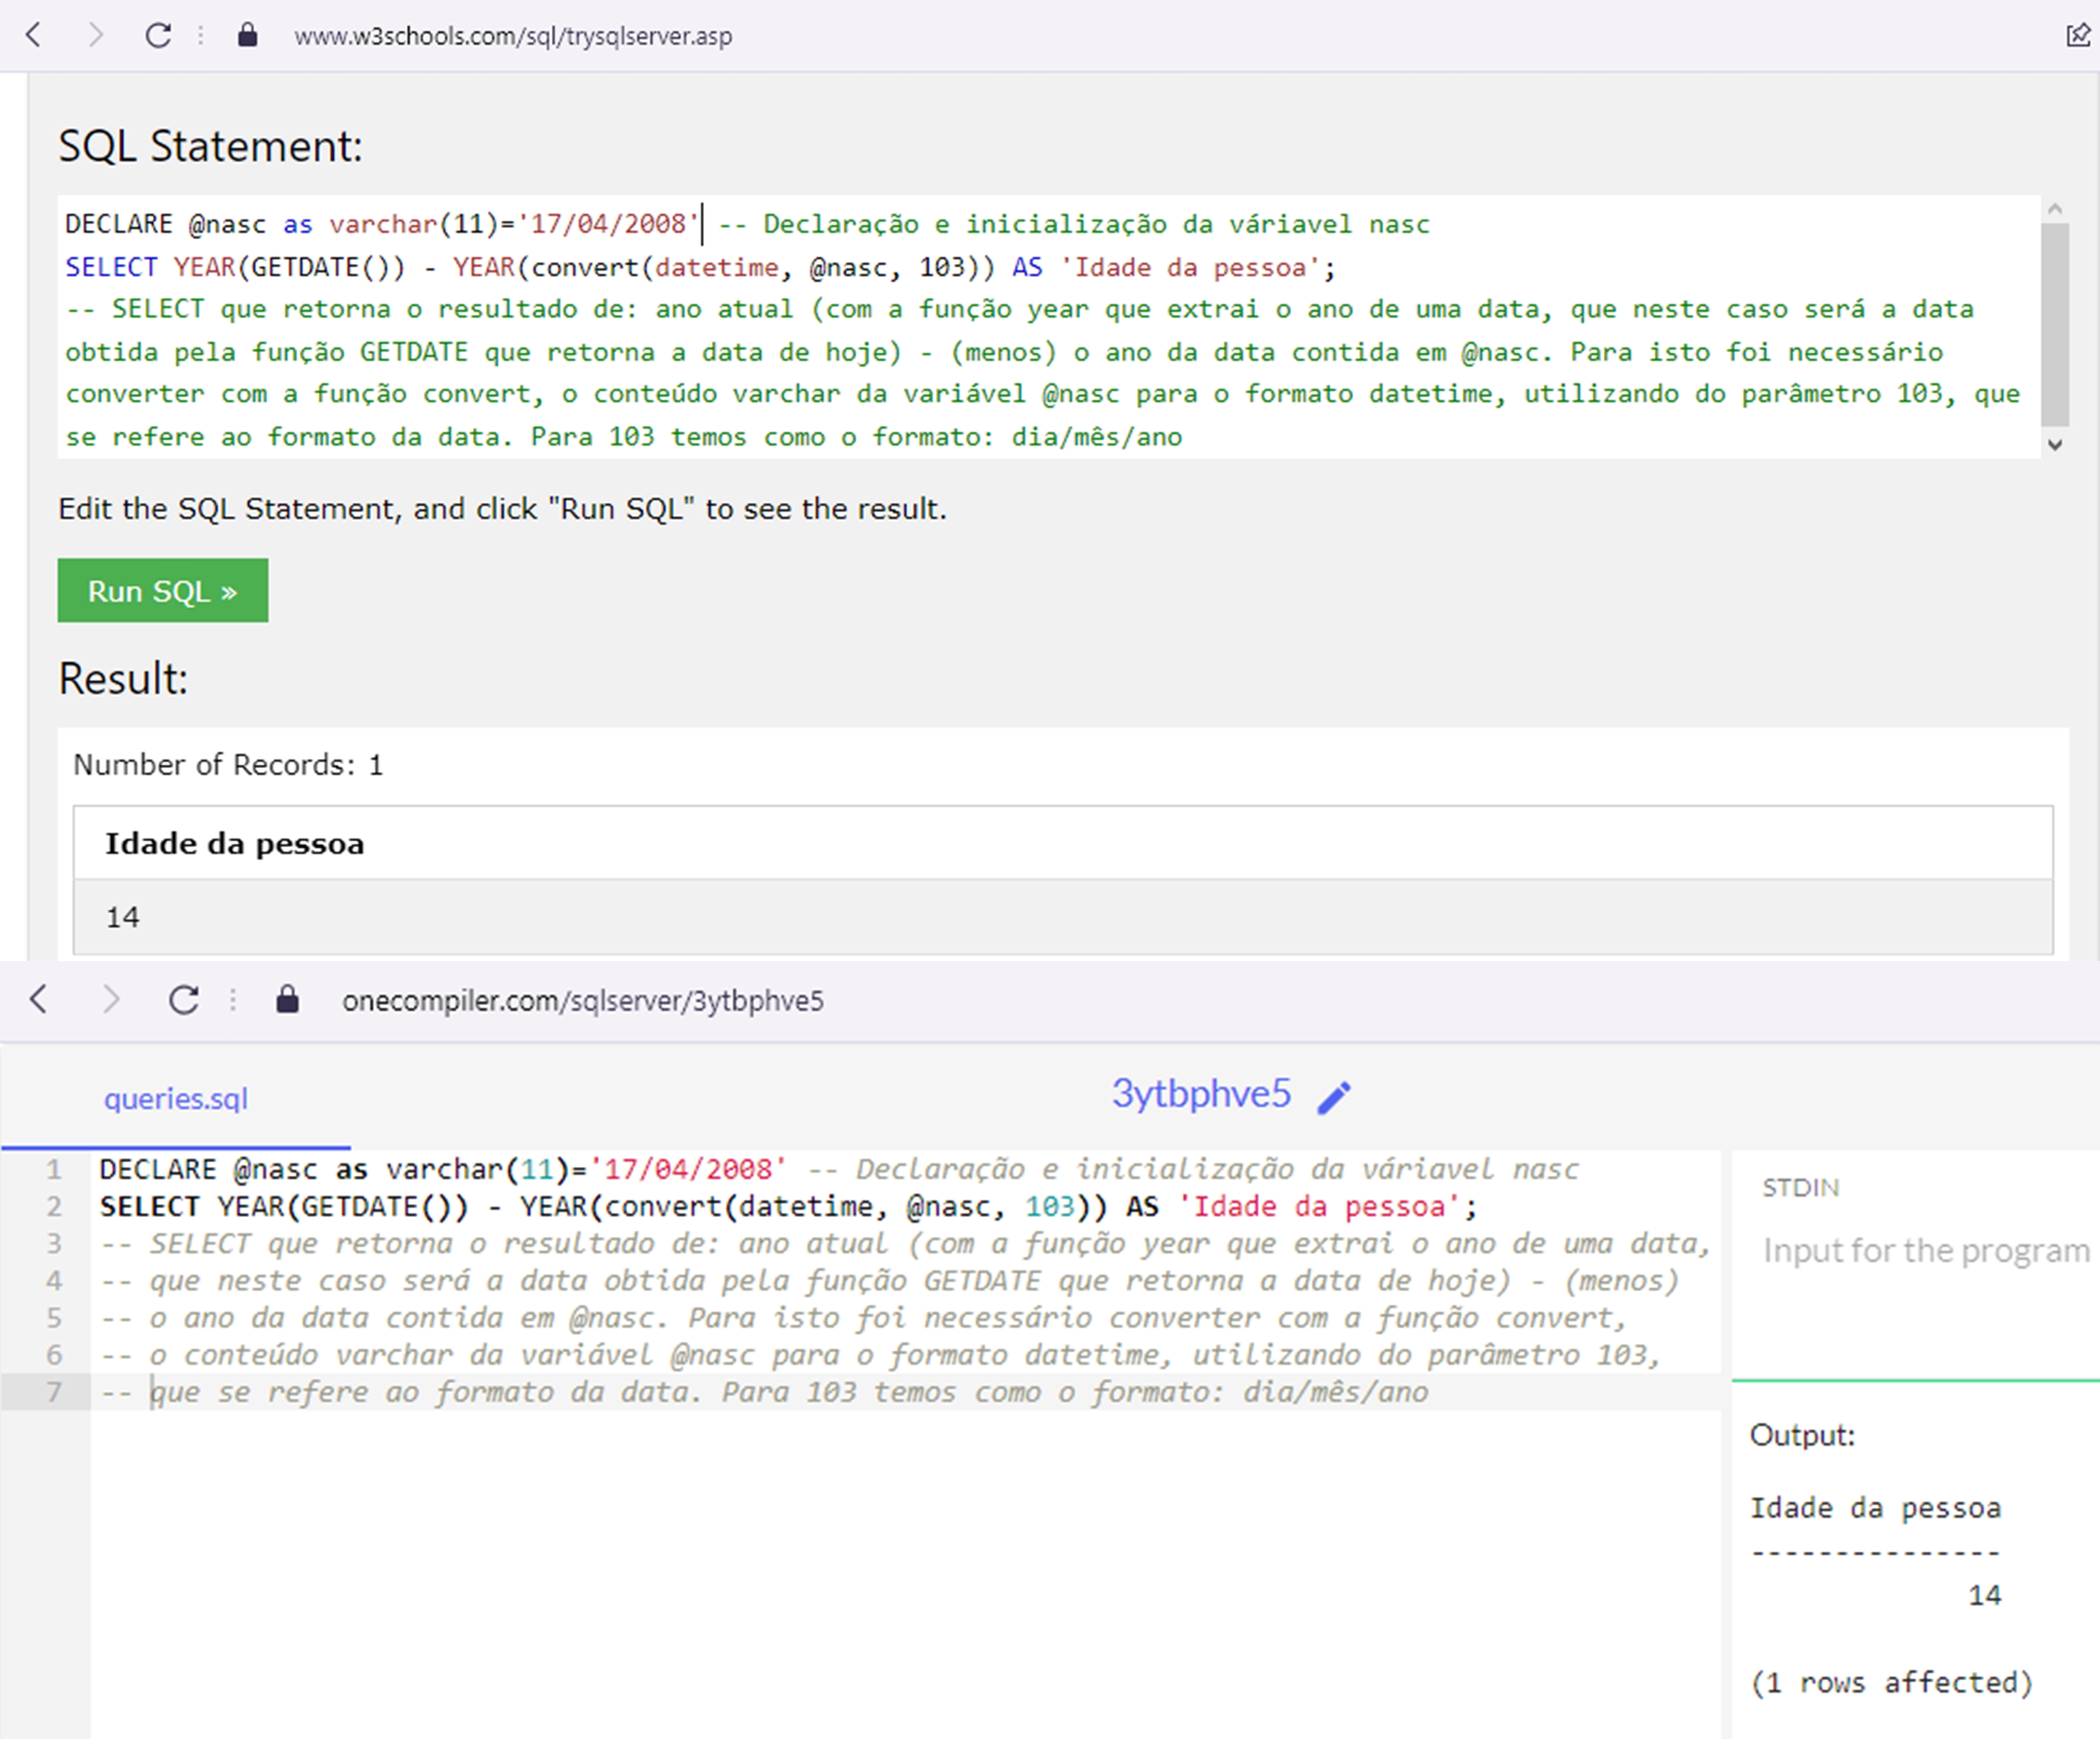 www.w3schools.com/sql/trysqlserver.asp
SQL Statement:
DECLARE @nasc as varchar(11)='17/04/2008' -- Declaração e inicialização da váriavel nasc
SELECT YEAR(GETDATE()) - YEAR(convert(datetime, @nasc, 103)) AS 'Idade da pessoa';
-- SELECT que retorna o resultado de: ano atual (com a função year que extrai o ano de uma data, que neste caso será a data
obtida pela função GETDATE que retorna a data de hoje) - (menos) o ano da data contida em @nasc. Para isto foi necessário
converter com a função convert, o conteúdo varchar da variável @nasc para o formato datetime, utilizando do parâmetro 103, que
se refere ao formato da data. Para 103 temos como o formato: dia/mês/ano
Edit the SQL Statement, and click "Run SQL" to see the result.
Run SQL »
Result:
Number of Records: 1
Idade da pessoa
14
onecompiler.com/sqlserver/3ytbphve5
queries.sql
3ytbphve5
1 DECLARE @nasc as varchar(11)='17/04/2008' -- Declaração e inicialização da váriavel nasc
2 SELECT YEAR(GETDATE()) - YEAR(convert(datetime, @nasc, 103)) AS 'Idade da pessoa';
3 -- SELECT que retorna o resultado de: ano atual (com a função year que extrai o ano de uma data,
4 -- que neste caso será a data obtida pela função GETDATE que retorna a data de hoje) - (menos)
5 -- o ano da data contida em @nasc. Para isto foi necessário converter com a função convert,
6 -- o conteúdo varchar da variável @nasc para o formato datetime, utilizando do parâmetro 103,
7 -- que se refere ao formato da data. Para 103 temos como o formato: dia/mês/ano
STDIN
Input for the program
Output:
Idade da pessoa
---------------
14
(1 rows affected)